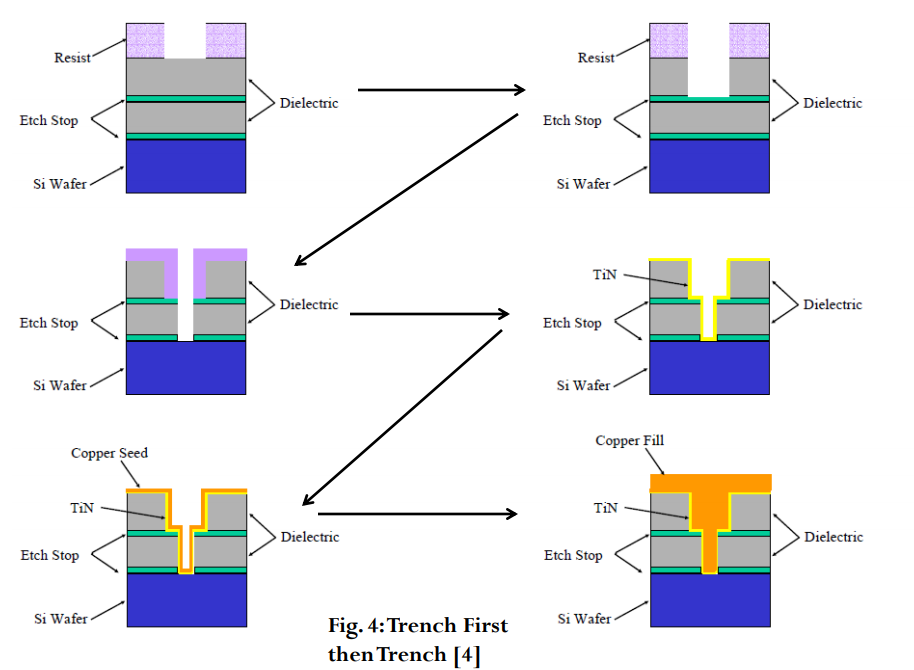 Resist
Dielectric
Etch Stop
Si Wafer
Resist
Dielectric
Etch Stop
Si Wafer
Dielectric
Etch Stop
Si Wafer
TiN
Dielectric
Etch Stop
Si Wafer
Copper Seed
TiN
Dielectric
Etch Stop
Si Wafer
Copper Fill
TiN
Dielectric
Etch Stop
Si Wafer
Fig. 4: Trench First
then Trench [4]